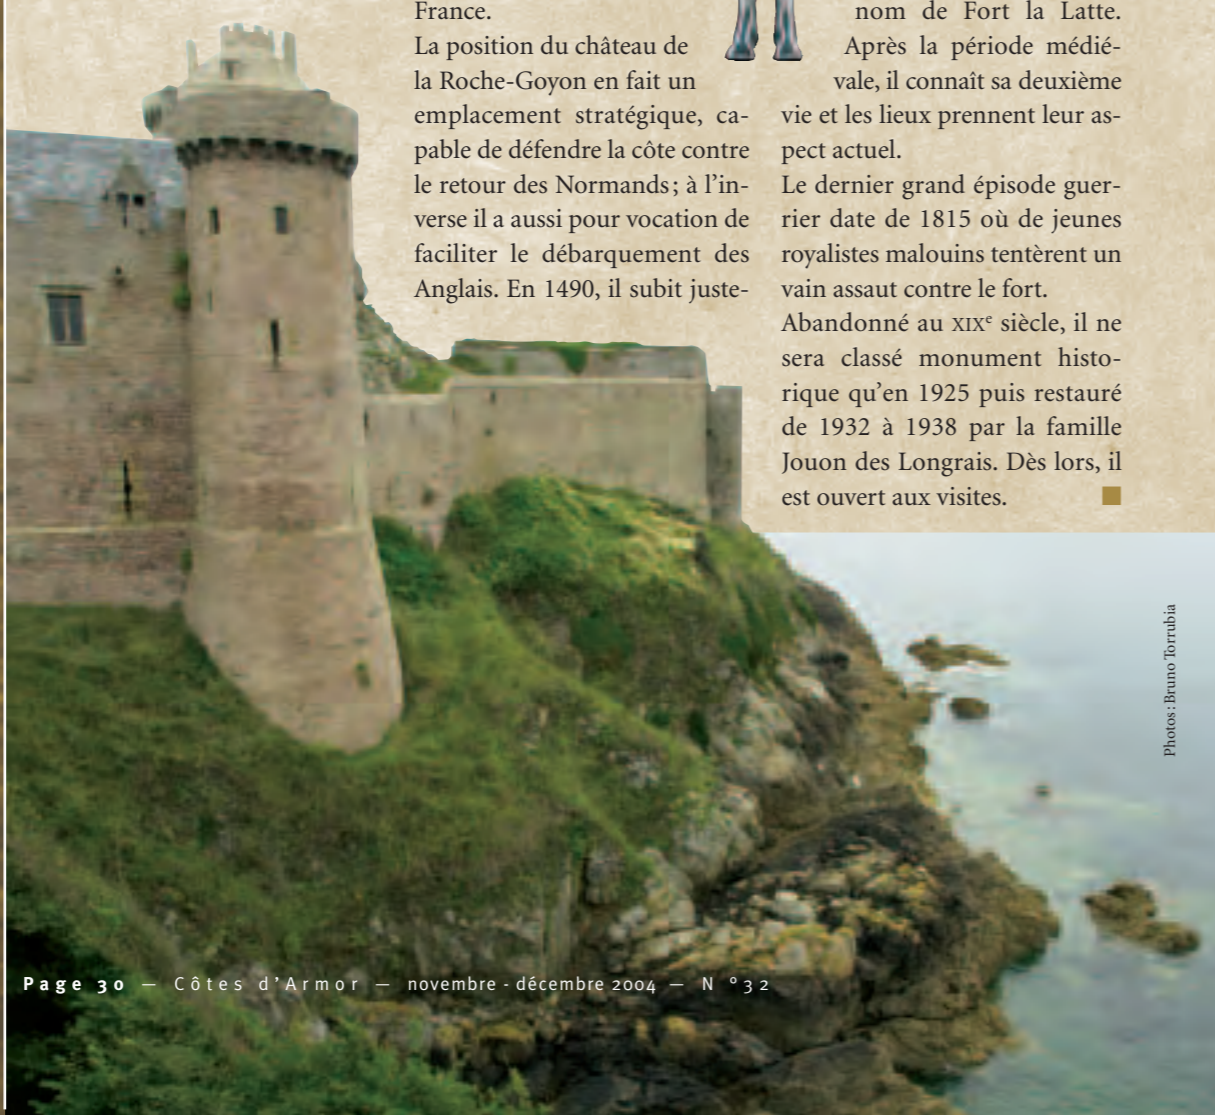 France.
La position du château de
la Roche-Goyon en fait un
emplacement stratégique, ca-
pable de défendre la côte contre
le retour des Normands ; à l'in-
verse il a aussi pour vocation de
faciliter le débarquement des
Anglais. En 1490, il subit juste-
nom de Fort la Latte.
Après la période médié-
vale, il connaît sa deuxième
vie et les lieux prennent leur as-
pect actuel.
Le dernier grand épisode guer-
rier date de 1815 où de jeunes
royalistes malouins tentèrent un
vain assaut contre le fort.
Abandonné au XIXe siècle, il ne
sera classé monument histo-
rique qu'en 1925 puis restauré
de 1932 à 1938 par la famille
Jouon des Longrais. Dès lors, il
est ouvert aux visites.
Photos : Bruno Torrubia
Page 30 — Côtes d'Armor — novembre - décembre 2004 — N °32